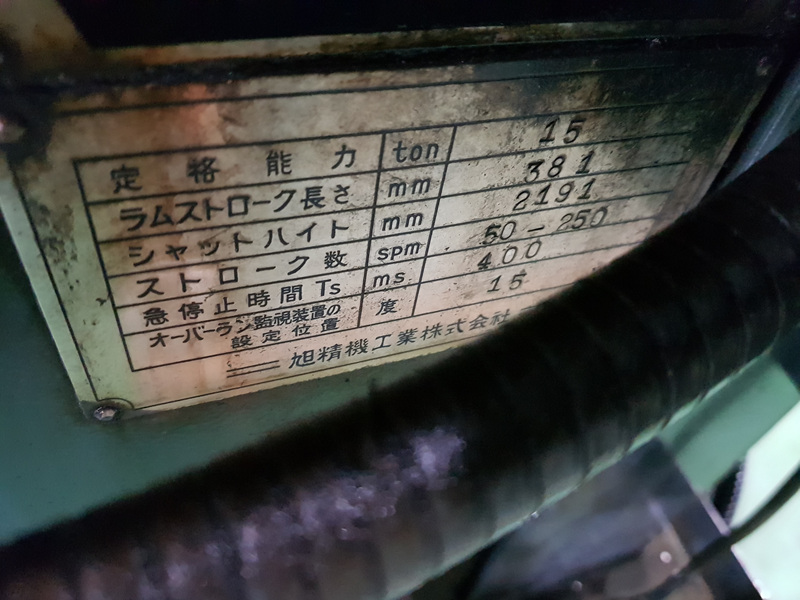 定格能力 ton 15
ラムストローク長さ mm 381
シャットハイト mm 2191
ストローク数 spm 50-250
急停止時間Ts ms 400
オーバーラン監視装置の
設定位置 度 15
旭精機工業株式会社